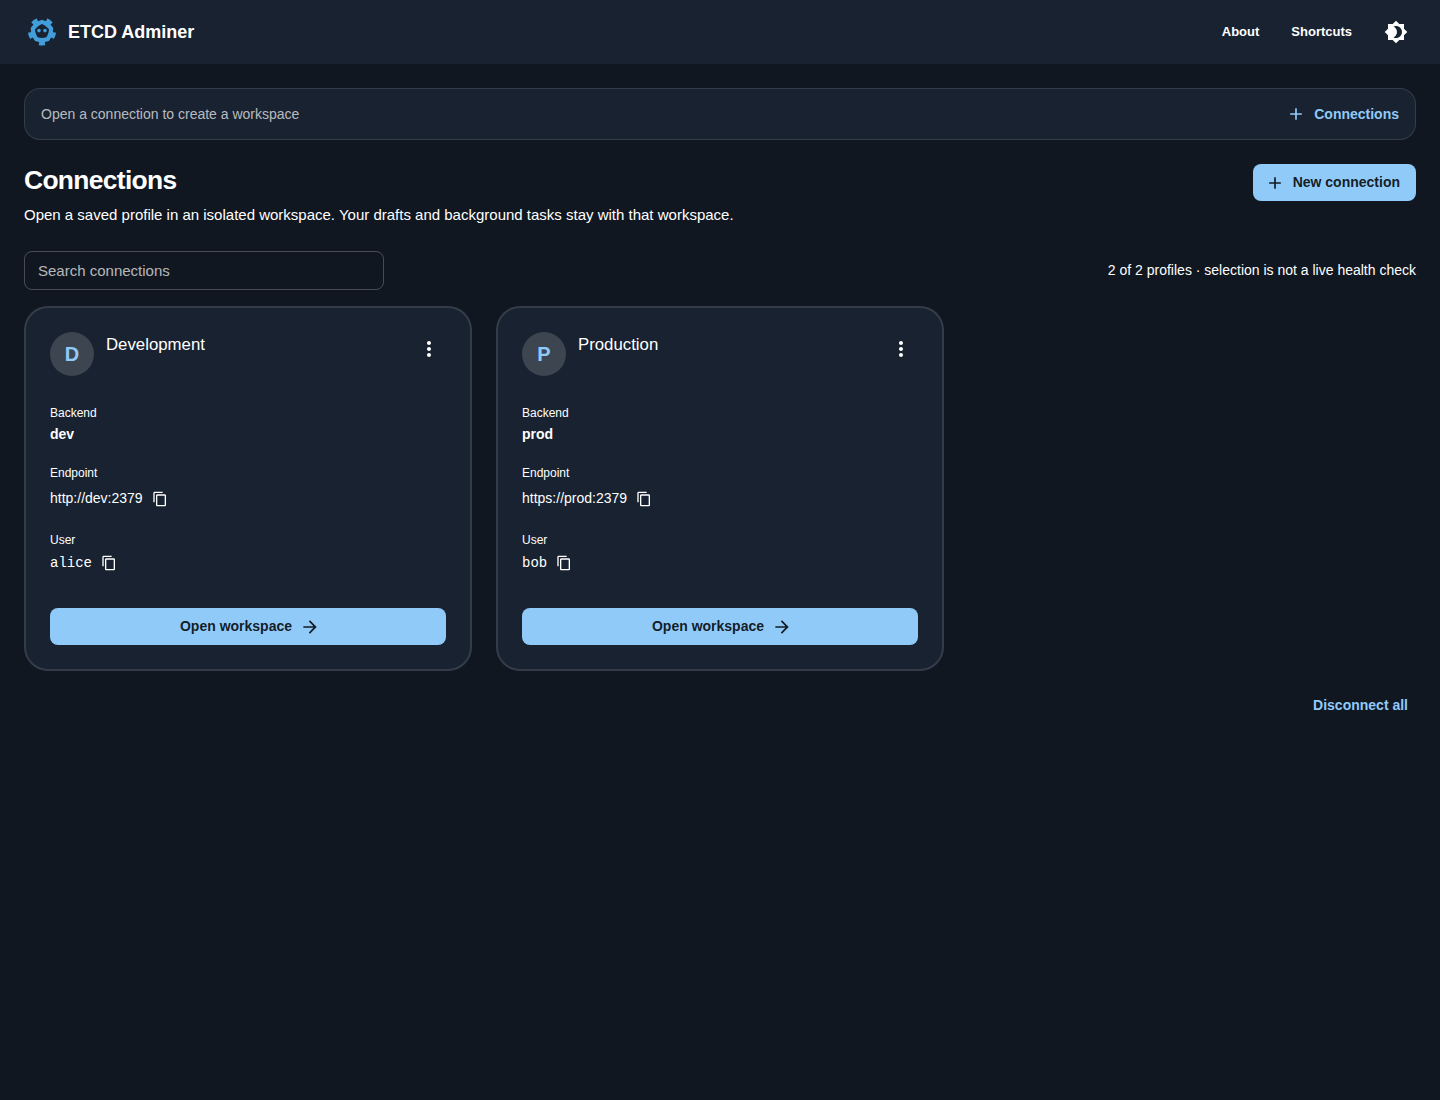 ETCD Adminer
About
Shortcuts
Open a connection to create a workspace
Connections
Connections
New connection
Open a saved profile in an isolated workspace. Your drafts and background tasks stay with that workspace.
Search connections
2 of 2 profiles · selection is not a live health check
D
Development
Backend
dev
Endpoint
http://dev:2379
User
alice
Open workspace
P
Production
Backend
prod
Endpoint
https://prod:2379
User
bob
Open workspace
Disconnect all